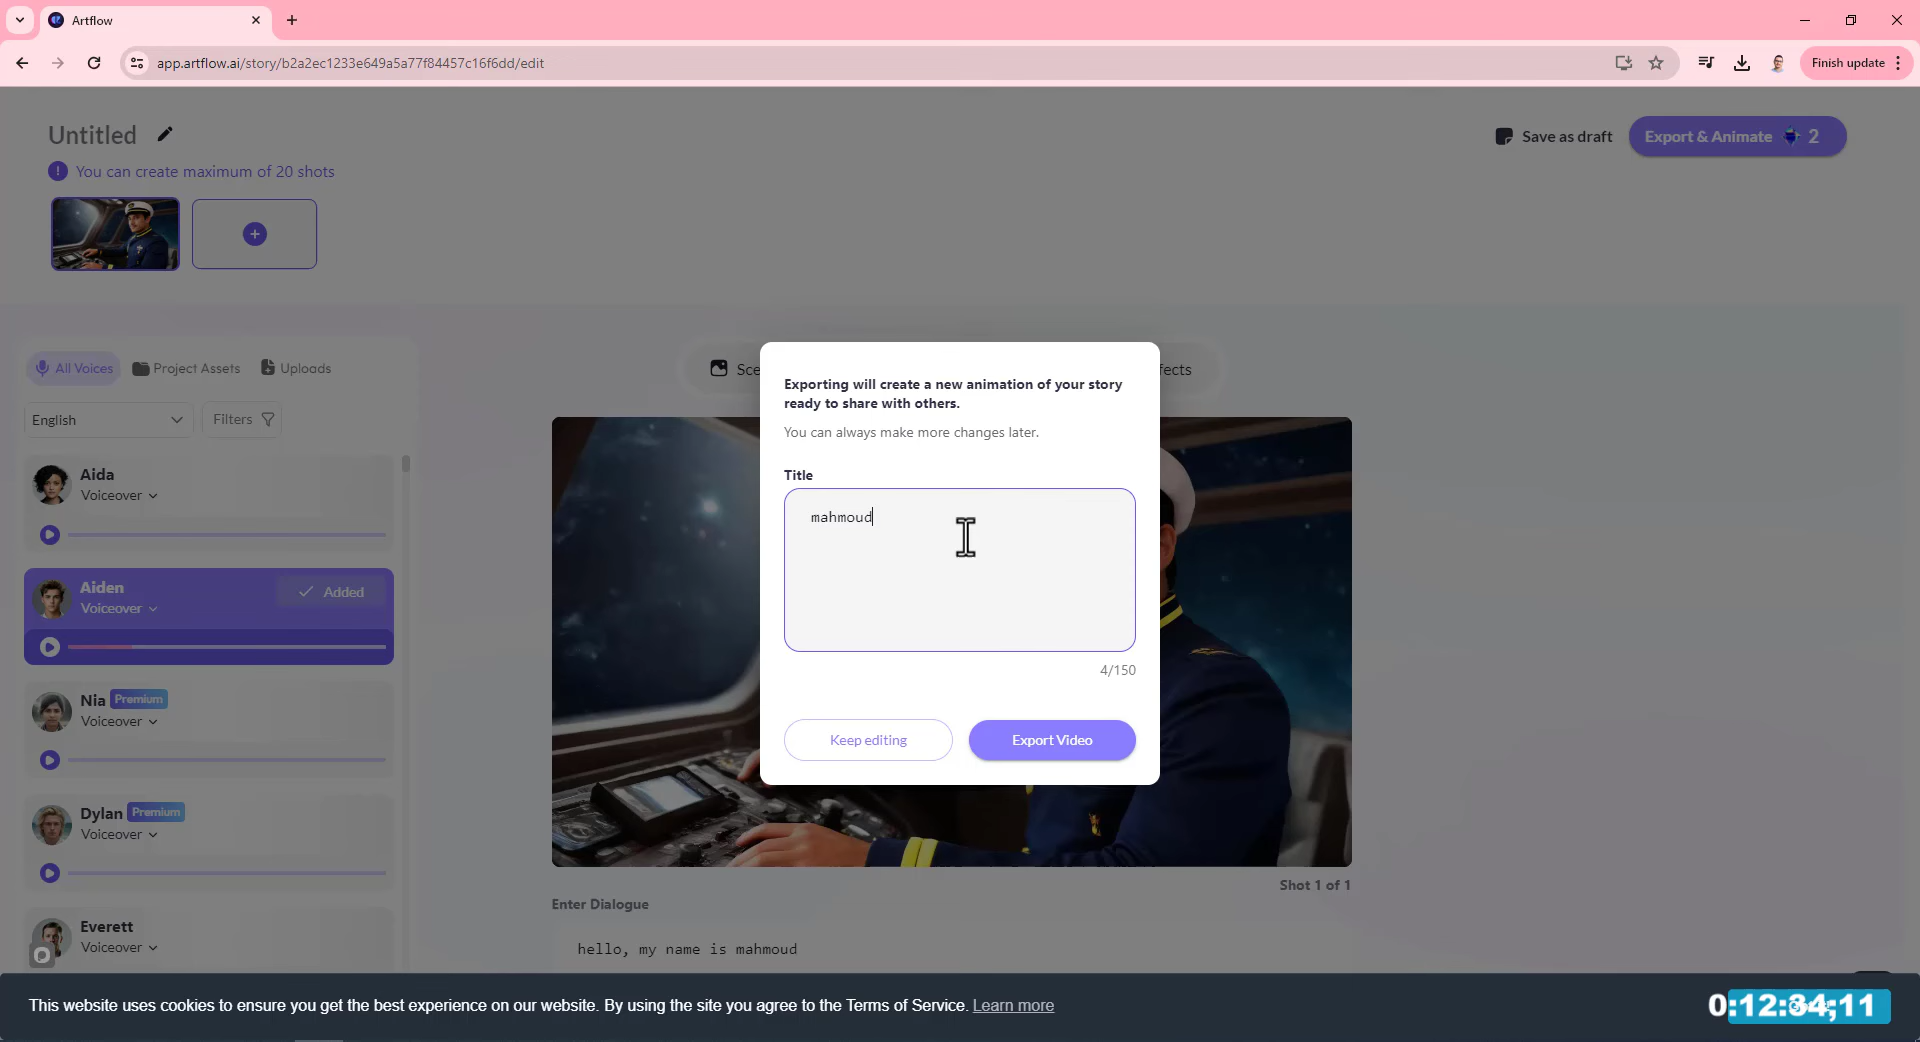 Artflow
app.artflow.ai/story/b2a2ec1233e649a5a77f84457c16f6dd/edit
Finish update
Untitled
Save as draft
Export & Animate 2
You can create maximum of 20 shots
All Voices
Project Assets
Uploads
English
Filters
Aida
Voiceover
Aiden
Voiceover
Added
Nia Premium
Voiceover
Dylan Premium
Voiceover
Everett
Voiceover
Exporting will create a new animation of your story
ready to share with others.
You can always make more changes later.
Title
mahmoud
4/150
Keep editing
Export Video
Shot 1 of 1
Enter Dialogue
hello, my name is mahmoud
This website uses cookies to ensure you get the best experience on our website. By using the site you agree to the Terms of Service. Learn more
0:12:34;11